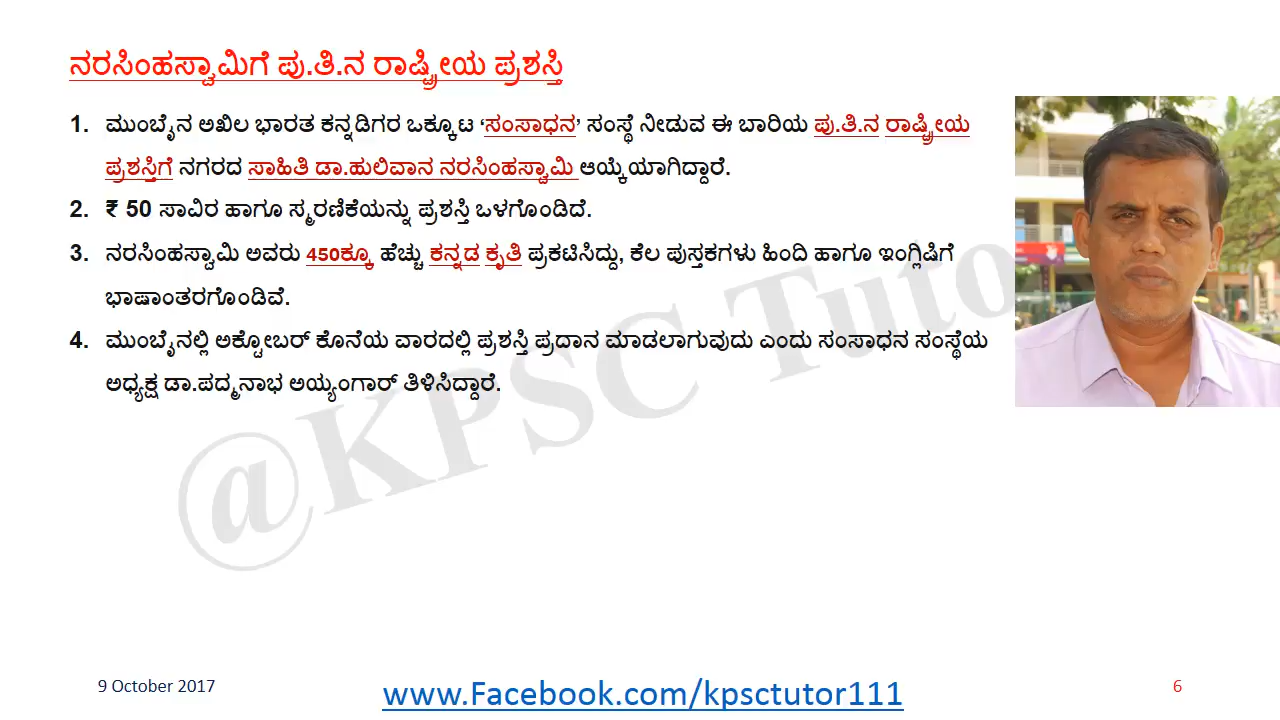 ನರಸಿಂಹಸ್ವಾಮಿಗೆ ಪು.ತಿ.ನ ರಾಷ್ಟ್ರೀಯ ಪ್ರಶಸ್ತಿ
1. ಮುಂಬೈನ ಅಖಿಲ ಭಾರತ ಕನ್ನಡಿಗರ ಒಕ್ಕೂಟ ‘ಸಂಸಾಧನ’ ಸಂಸ್ಥೆ ನೀಡುವ ಈ ಬಾರಿಯ ಪು.ತಿ.ನ ರಾಷ್ಟ್ರೀಯ
ಪ್ರಶಸ್ತಿಗೆ ನಗರದ ಸಾಹಿತಿ ಡಾ.ಹುಲಿವಾನ ನರಸಿಂಹಸ್ವಾಮಿ ಆಯ್ಕೆಯಾಗಿದ್ದಾರೆ.
2. ₹ 50 ಸಾವಿರ ಹಾಗೂ ಸ್ಮರಣಿಕೆಯನ್ನು ಪ್ರಶಸ್ತಿ ಒಳಗೊಂಡಿದೆ.
3. ನರಸಿಂಹಸ್ವಾಮಿ ಅವರು 450ಕ್ಕೂ ಹೆಚ್ಚು ಕನ್ನಡ ಕೃತಿ ಪ್ರಕಟಿಸಿದ್ದು, ಕೆಲ ಪುಸ್ತಕಗಳು ಹಿಂದಿ ಹಾಗೂ ಇಂಗ್ಲಿಷಿಗೆ
ಭಾಷಾಂತರಗೊಂಡಿವೆ.
4. ಮುಂಬೈನಲ್ಲಿ ಅಕ್ಟೋಬರ್ ಕೊನೆಯ ವಾರದಲ್ಲಿ ಪ್ರಶಸ್ತಿ ಪ್ರದಾನ ಮಾಡಲಾಗುವುದು ಎಂದು ಸಂಸಾಧನ ಸಂಸ್ಥೆಯ
ಅಧ್ಯಕ್ಷ ಡಾ.ಪದ್ಮನಾಭ ಅಯ್ಯಂಗಾರ್ ತಿಳಿಸಿದ್ದಾರೆ.
@KPSC Tuto
9 October 2017
www.Facebook.com/kpsctutor111
6